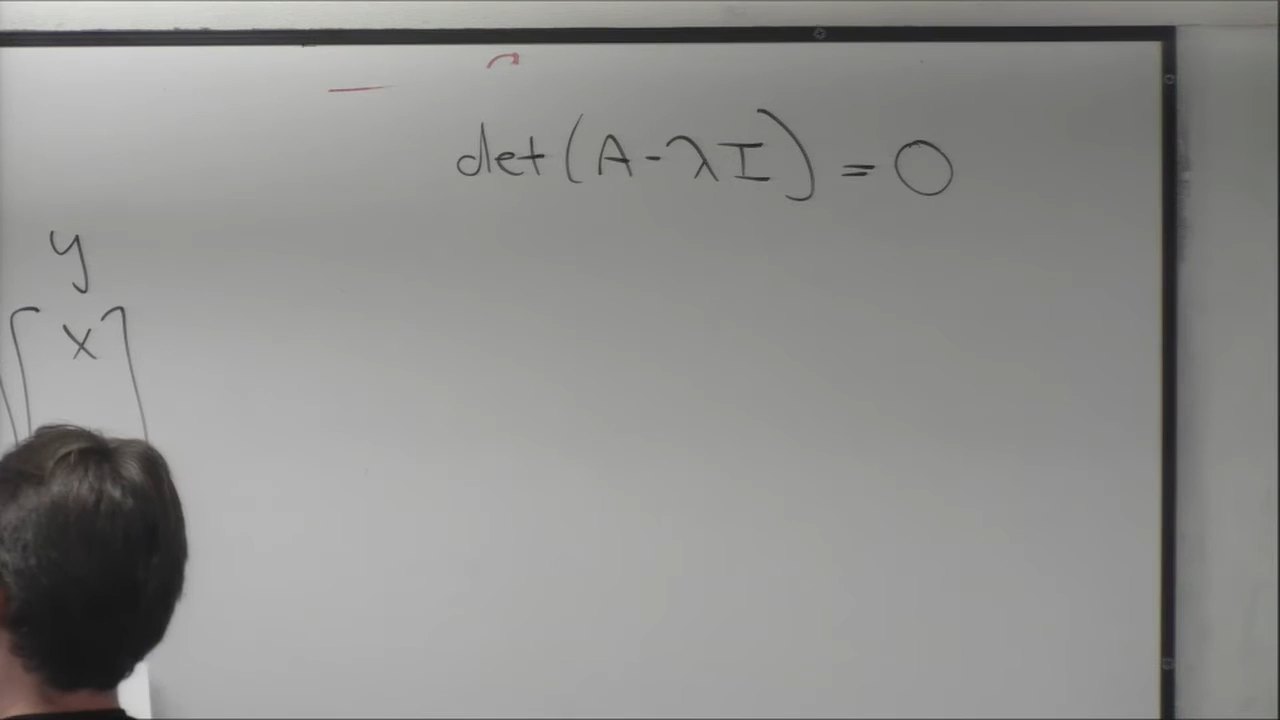 det(A-λI) = 0
y
[x]